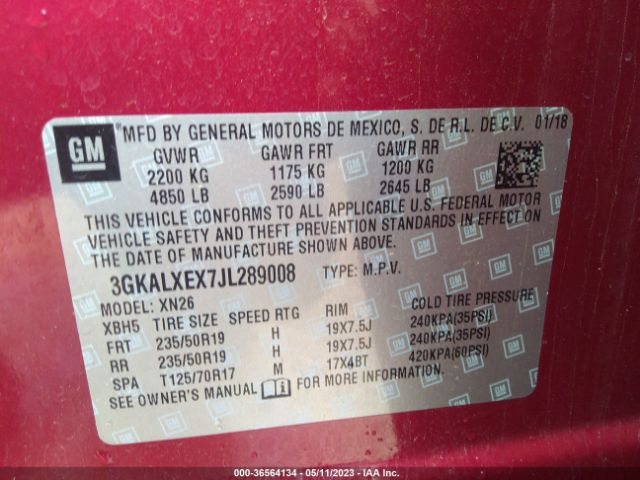 GM MFD BY GENERAL MOTORS DE MEXICO, S. DE R.L. DE C.V. 01/18
GVWR GAWR FRT GAWR RR
2200 KG 1175 KG 1200 KG
4850 LB 2590 LB 2645 LB
THIS VEHICLE CONFORMS TO ALL APPLICABLE U.S. FEDERAL MOTOR
VEHICLE SAFETY AND THEFT PREVENTION STANDARDS IN EFFECT ON
THE DATE OF MANUFACTURE SHOWN ABOVE.
3GKALXEX7JL289008 TYPE: M.P.V.
MODEL: XN26
XBH5 TIRE SIZE SPEED RTG RIM COLD TIRE PRESSURE
FRT 235/50R19 H 19X7.5J 240KPA(35PSI)
RR 235/50R19 H 19X7.5J 240KPA(35PSI)
SPA T125/70R17 M 17X4BT 420KPA(60PSI)
SEE OWNER'S MANUAL FOR MORE INFORMATION.
000-36564134 - 05/11/2023 - IAA Inc.